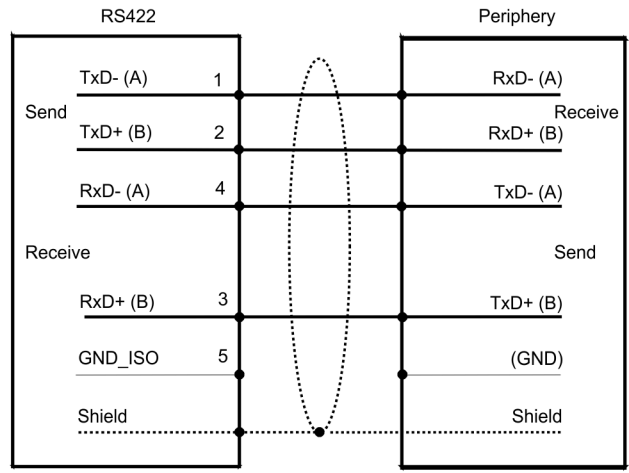 RS422 Periphery
TxD- (A) 1 RxD- (A)
Send Receive
TxD+ (B) 2 RxD+ (B)
RxD- (A) 4 TxD- (A)
Receive Send
RxD+ (B) 3 TxD+ (B)
GND_ISO 5 (GND)
Shield Shield